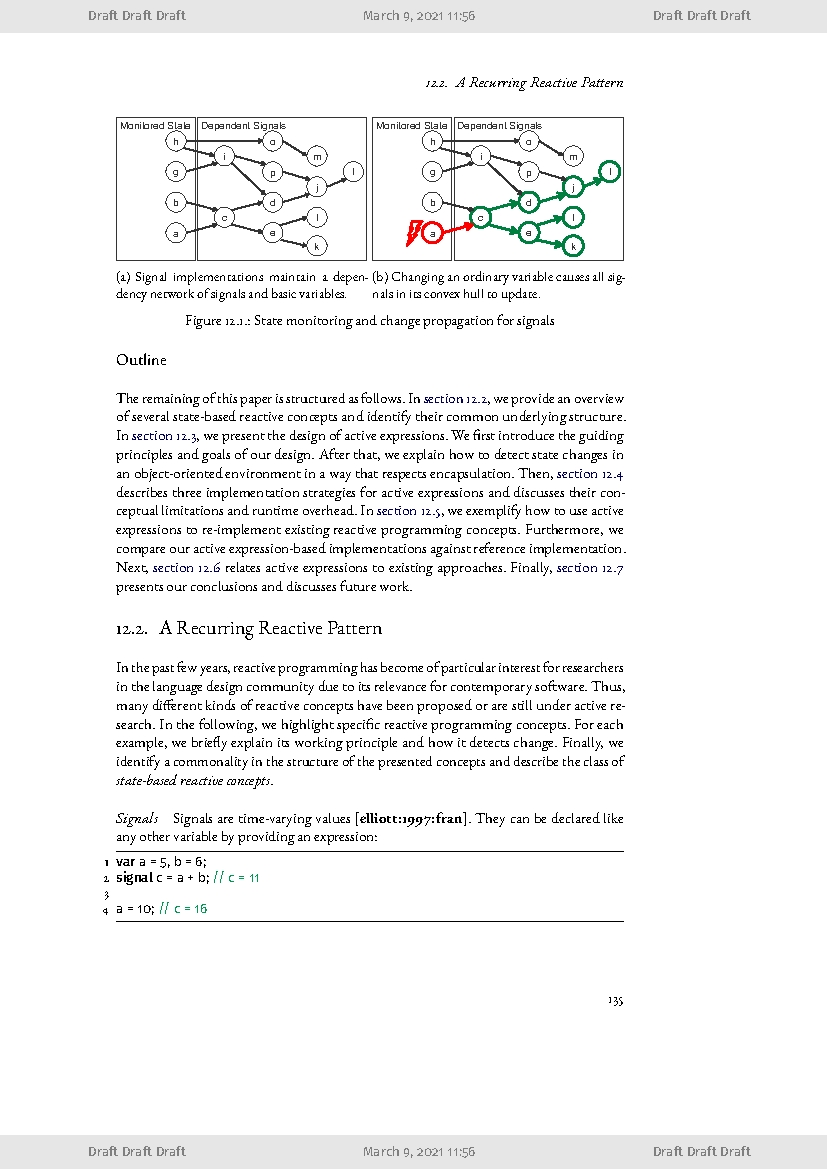 Draft Draft Draft March 9, 2021 11:56 Draft Draft Draft
12.2. A Recurring Reactive Pattern
Monitored State Dependent Signals Monitored State Dependent Signals
h o h o
i m i m
g p l g p l
j j
b d b d
c l c l
a e a e
k k
(a) Signal implementations maintain a depen-
dency network of signals and basic variables.
(b) Changing an ordinary variable causes all sig-
nals in its convex hull to update.
Figure 12.1.: State monitoring and change propagation for signals
Outline
The remaining of this paper is structured as follows. In section 12.2, we provide an overview
of several state-based reactive concepts and identify their common underlying structure.
In section 12.3, we present the design of active expressions. We first introduce the guiding
principles and goals of our design. After that, we explain how to detect state changes in
an object-oriented environment in a way that respects encapsulation. Then, section 12.4
describes three implementation strategies for active expressions and discusses their con-
ceptual limitations and runtime overhead. In section 12.5, we exemplify how to use active
expressions to re-implement existing reactive programming concepts. Furthermore, we
compare our active expression-based implementations against reference implementation.
Next, section 12.6 relates active expressions to existing approaches. Finally, section 12.7
presents our conclusions and discusses future work.
12.2. A Recurring Reactive Pattern
In the past few years, reactive programming has become of particular interest for researchers
in the language design community due to its relevance for contemporary software. Thus,
many different kinds of reactive concepts have been proposed or are still under active re-
search. In the following, we highlight specific reactive programming concepts. For each
example, we briefly explain its working principle and how it detects change. Finally, we
identify a commonality in the structure of the presented concepts and describe the class of
state-based reactive concepts.
Signals Signals are time-varying values [elliott:1997:fran]. They can be declared like
any other variable by providing an expression:
1 var a = 5, b = 6;
2 signal c = a + b; // c = 11
3
4 a = 10; // c = 16
135
Draft Draft Draft March 9, 2021 11:56 Draft Draft Draft